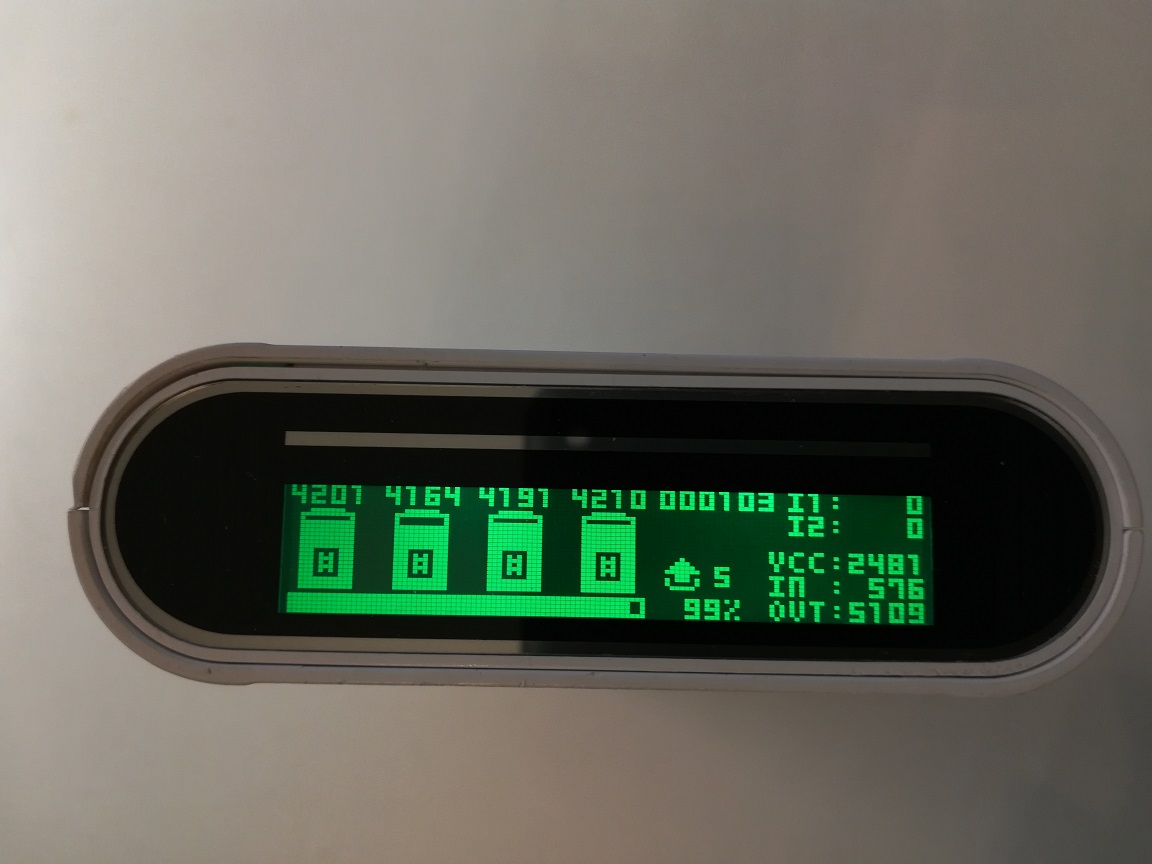 4201 4164 4191 4210 000103 I1: 0
I2: 0
H H H H
5
VCC:2481
IN : 576
99% OUT:5109